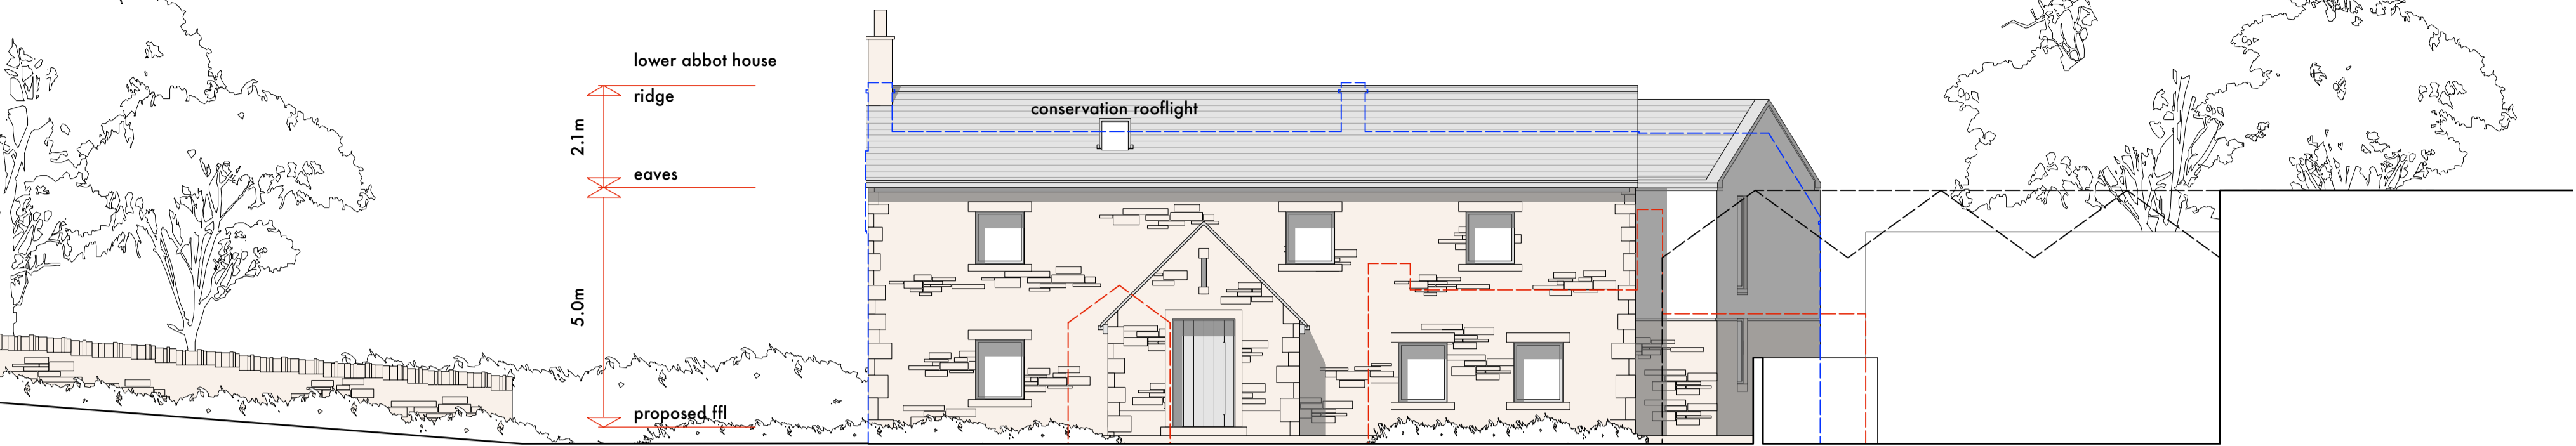 lower abbot house
ridge
conservation rooflight
2.1m
eaves
5.0m
proposed ffl